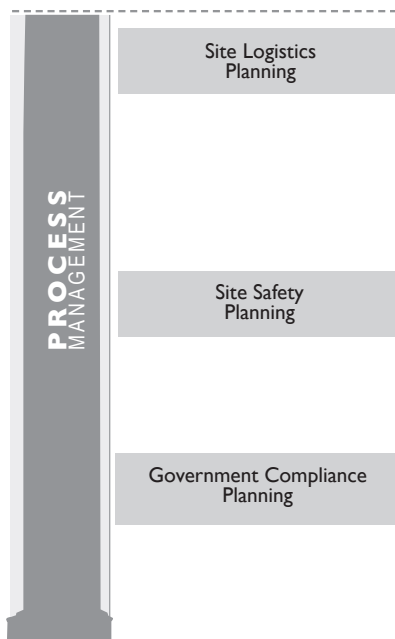 PROCESS
MANAGEMENT
Site Logistics
Planning
Site Safety
Planning
Government Compliance
Planning